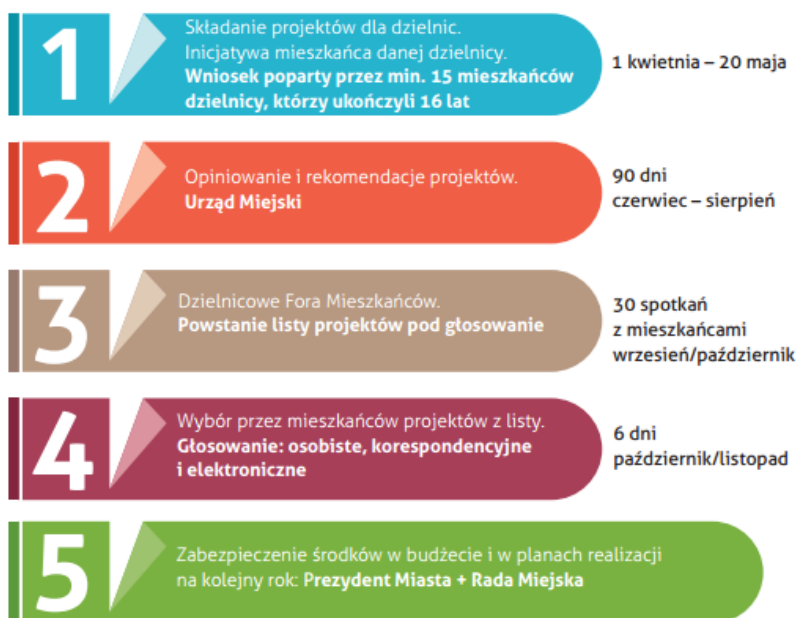 1
Składanie projektów dla dzielnic.
Inicjatywa mieszkańca danej dzielnicy.
Wniosek poparty przez min. 15 mieszkańców
dzielnicy, którzy ukończyli 16 lat
1 kwietnia – 20 maja
2
Opiniowanie i rekomendacje projektów.
Urząd Miejski
90 dni
czerwiec – sierpień
3
Dzielnicowe Fora Mieszkańców.
Powstanie listy projektów pod głosowanie
30 spotkań
z mieszkańcami
wrzesień/październik
4
Wybór przez mieszkańców projektów z listy.
Głosowanie: osobiste, korespondencyjne
i elektroniczne
6 dni
październik/listopad
5
Zabezpieczenie środków w budżecie i w planach realizacji
na kolejny rok: Prezydent Miasta + Rada Miejska